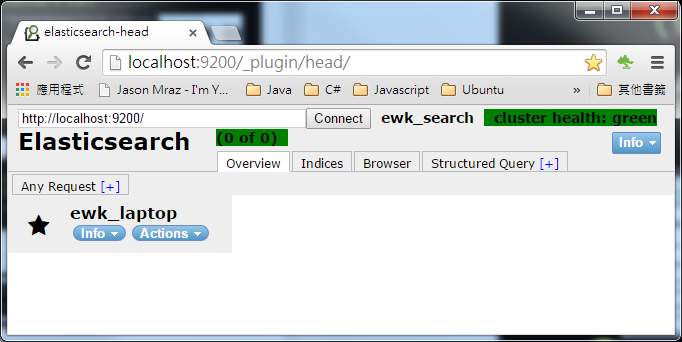 elasticsearch-head
localhost:9200/_plugin/head/
應用程式 Jason Mraz - I'm Y... Java C# Javascript Ubuntu » 其他書籤
http://localhost:9200/ Connect ewk_search cluster health: green
Elasticsearch (0 of 0) Info
Overview Indices Browser Structured Query [+]
Any Request [+]
ewk_laptop
Info Actions